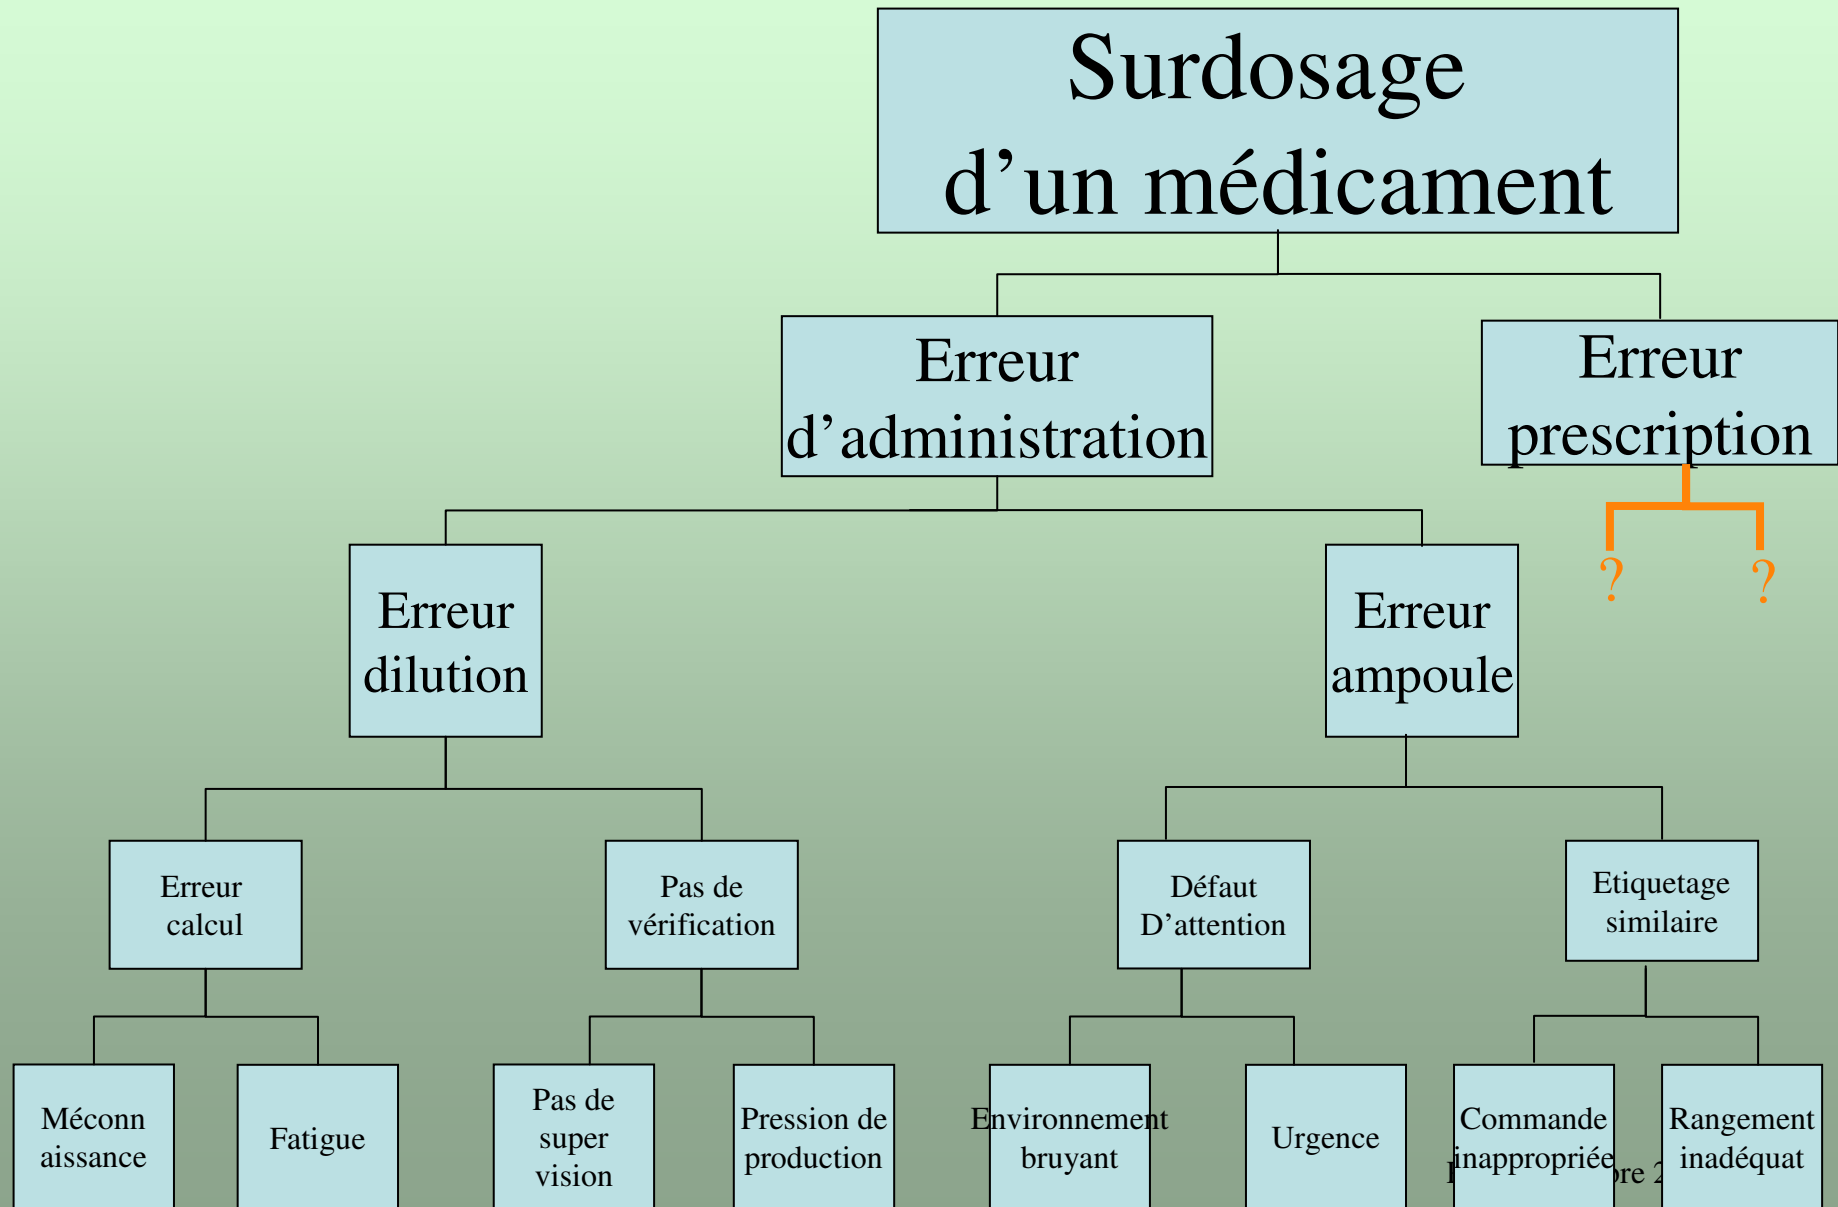 Surdosage
d’un médicament
Erreur
d’administration
Erreur
prescription
?
?
Erreur
dilution
Erreur
ampoule
Erreur
calcul
Pas de
vérification
Défaut
D’attention
Etiquetage
similaire
Méconn
aissance
Fatigue
Pas de
super
vision
Pression de
production
Environnement
bruyant
Urgence
Commande
inappropriée
Rangement
inadéquat